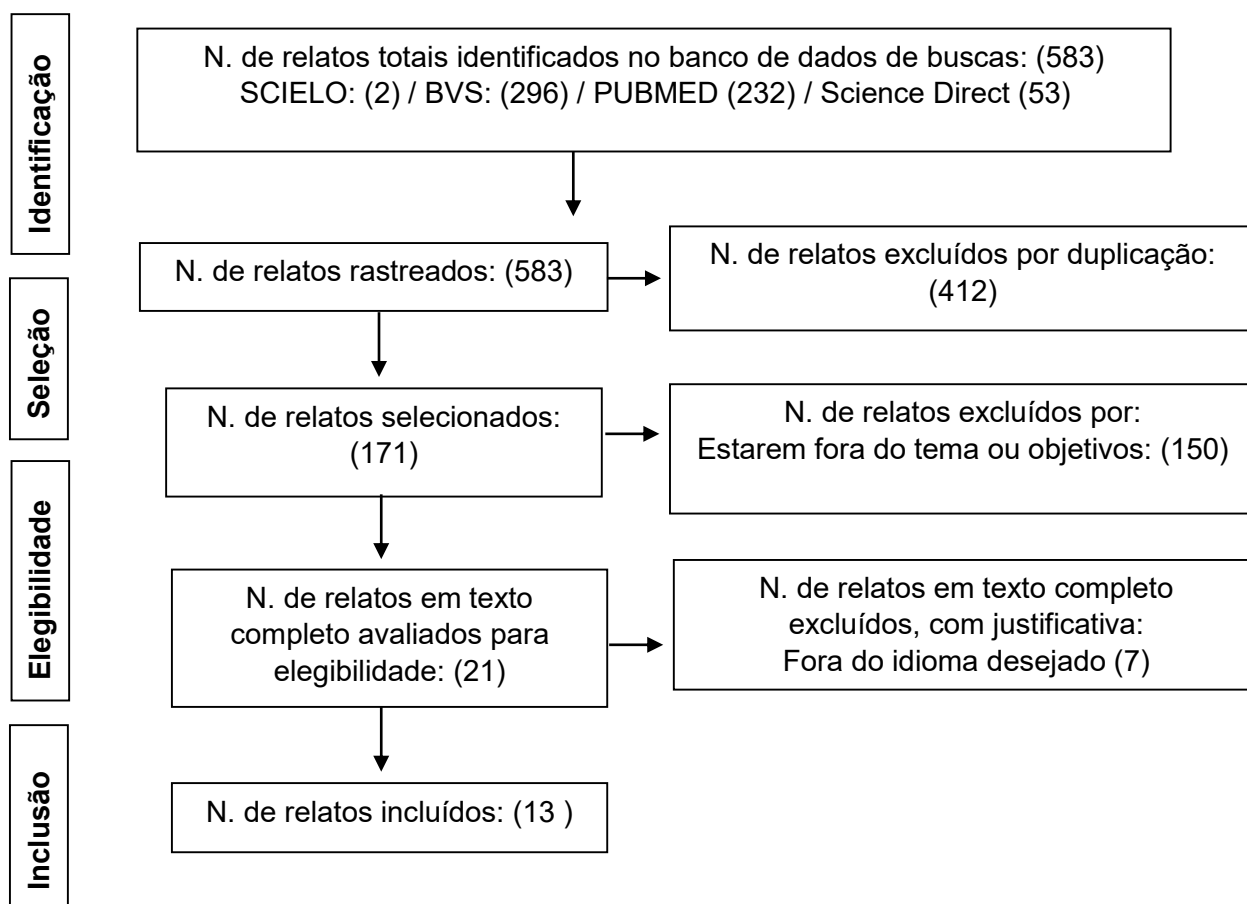 Identificação
N. de relatos totais identificados no banco de dados de buscas: (583)
SCIELO: (2) / BVS: (296) / PUBMED (232) / Science Direct (53)
N. de relatos rastreados: (583)
N. de relatos excluídos por duplicação:
(412)
Seleção
N. de relatos selecionados:
(171)
N. de relatos excluídos por:
Estarem fora do tema ou objetivos: (150)
Elegibilidade
N. de relatos em texto
completo avaliados para
elegibilidade: (21)
N. de relatos em texto completo
excluídos, com justificativa:
Fora do idioma desejado (7)
Inclusão
N. de relatos incluídos: (13 )